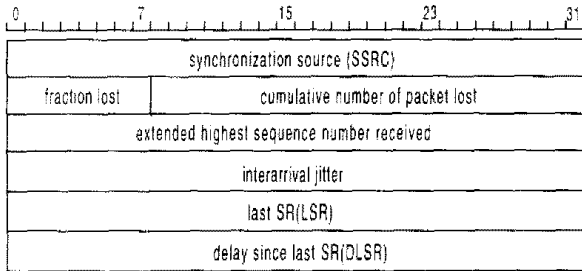 0 7 15 23 31
synchronization source (SSRC)
fraction lost cumulative number of packet lost
extended highest sequence number received
interarrival jitter
last SR(LSR)
delay since last SR(DLSR)